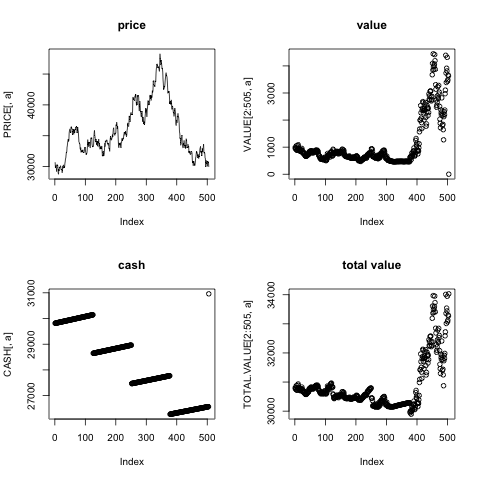 price
PRICE[, a]
30000 40000
0 100 200 300 400 500
Index
value
VALUE[2:505, a]
0 1000 3000
0 100 200 300 400 500
Index
cash
CASH[, a]
27000 29000 31000
0 100 200 300 400 500
Index
total value
TOTAL.VALUE[2:505, a]
30000 32000 34000
0 100 200 300 400 500
Index